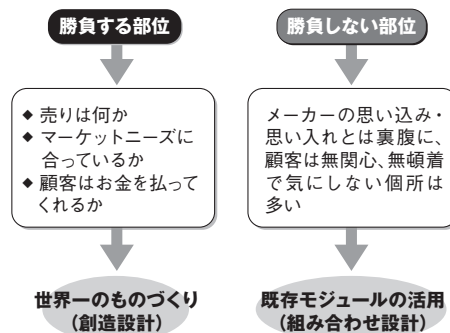 勝負する部位
◆ 売りは何か
◆ マーケットニーズに
合っているか
◆ 顧客はお金を払って
くれるか
世界一のものづくり
（創造設計）
勝負しない部位
メーカーの思い込み・
思い入れとは裏腹に、
顧客は無関心、無頓着
で気にしない個所は
多い
既存モジュールの活用
（組み合わせ設計）